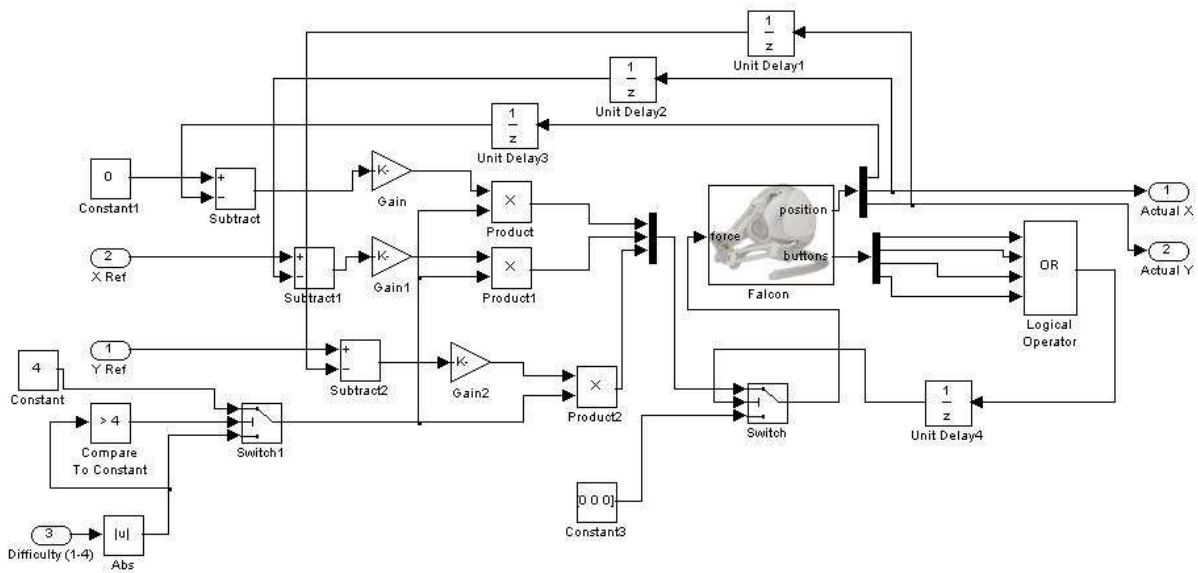 1
z
Unit Delay1
1
z
Unit Delay2
1
z
Unit Delay3
0
Constant1
+
−
Subtract
K-
Gain
×
Product
force
position
buttons
Falcon
1
Actual X
2
Actual Y
2
X Ref
+
−
Subtract1
K-
Gain1
×
Product1
OR
Logical
Operator
1
Y Ref
+
−
Subtract2
K-
Gain2
×
Product2
4
Constant
> 4
Compare
To Constant
Switch1
Switch
1
z
Unit Delay4
[0 0 0]
Constant3
3
Difficulty (1-4)
|u|
Abs